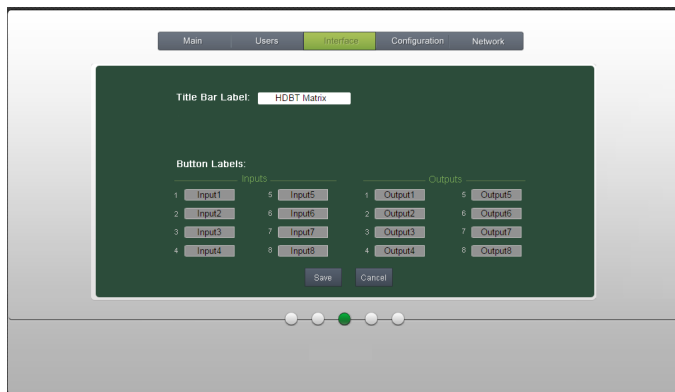 Main Users Interface Configuration Network
Title Bar Label: HDBT Matrix
Button Labels:
Inputs Outputs
1 Input1 5 Input5 1 Output1 5 Output5
2 Input2 6 Input6 2 Output2 6 Output6
3 Input3 7 Input7 3 Output3 7 Output7
4 Input4 8 Input8 4 Output4 8 Output8
Save Cancel